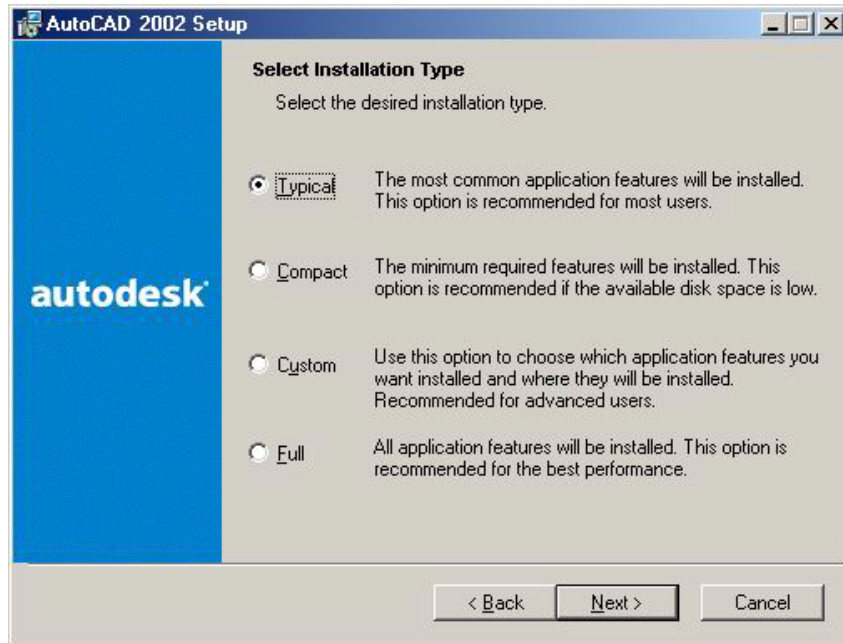 AutoCAD 2002 Setup
Select Installation Type
Select the desired installation type.
Typical
The most common application features will be installed.
This option is recommended for most users.
Compact
The minimum required features will be installed. This
option is recommended if the available disk space is low.
autodesk
Custom
Use this option to choose which application features you
want installed and where they will be installed.
Recommended for advanced users.
Full
All application features will be installed. This option is
recommended for the best performance.
< Back
Next >
Cancel